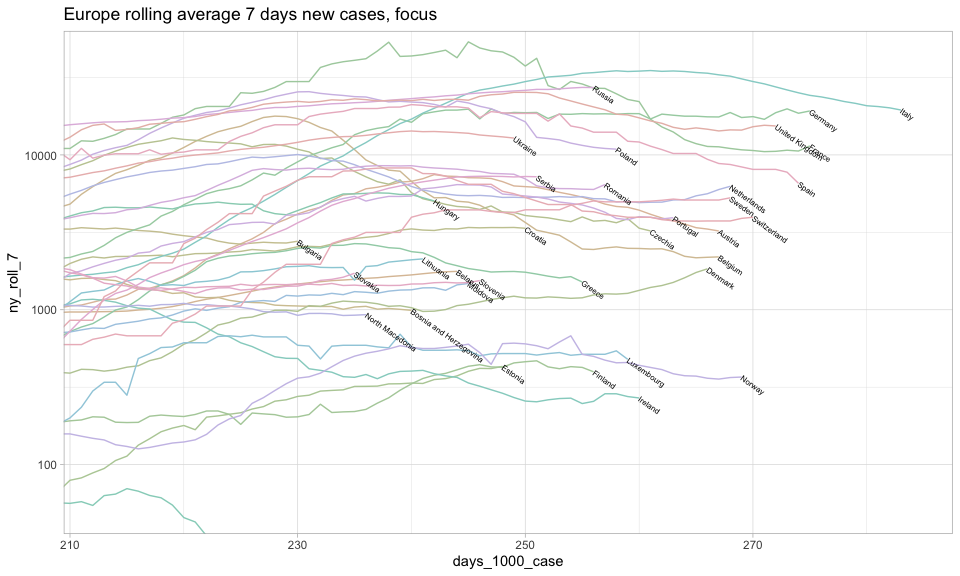 Europe rolling average 7 days new cases, focus
ny_roll_7
10000
1000
100
Russia
Germany
Italy
United Kingdom
France
Ukraine
Poland
Spain
Serbia
Romania
Netherlands
Sweden
Switzerland
Hungary
Portugal
Austria
Croatia
Czechia
Bulgaria
Belgium
Lithuania
Denmark
Slovakia
Slovenia
Moldova
Greece
North Macedonia
Bosnia and Herzegovina
Estonia
Finland
Luxembourg
Norway
Ireland
210
230
250
270
days_1000_case